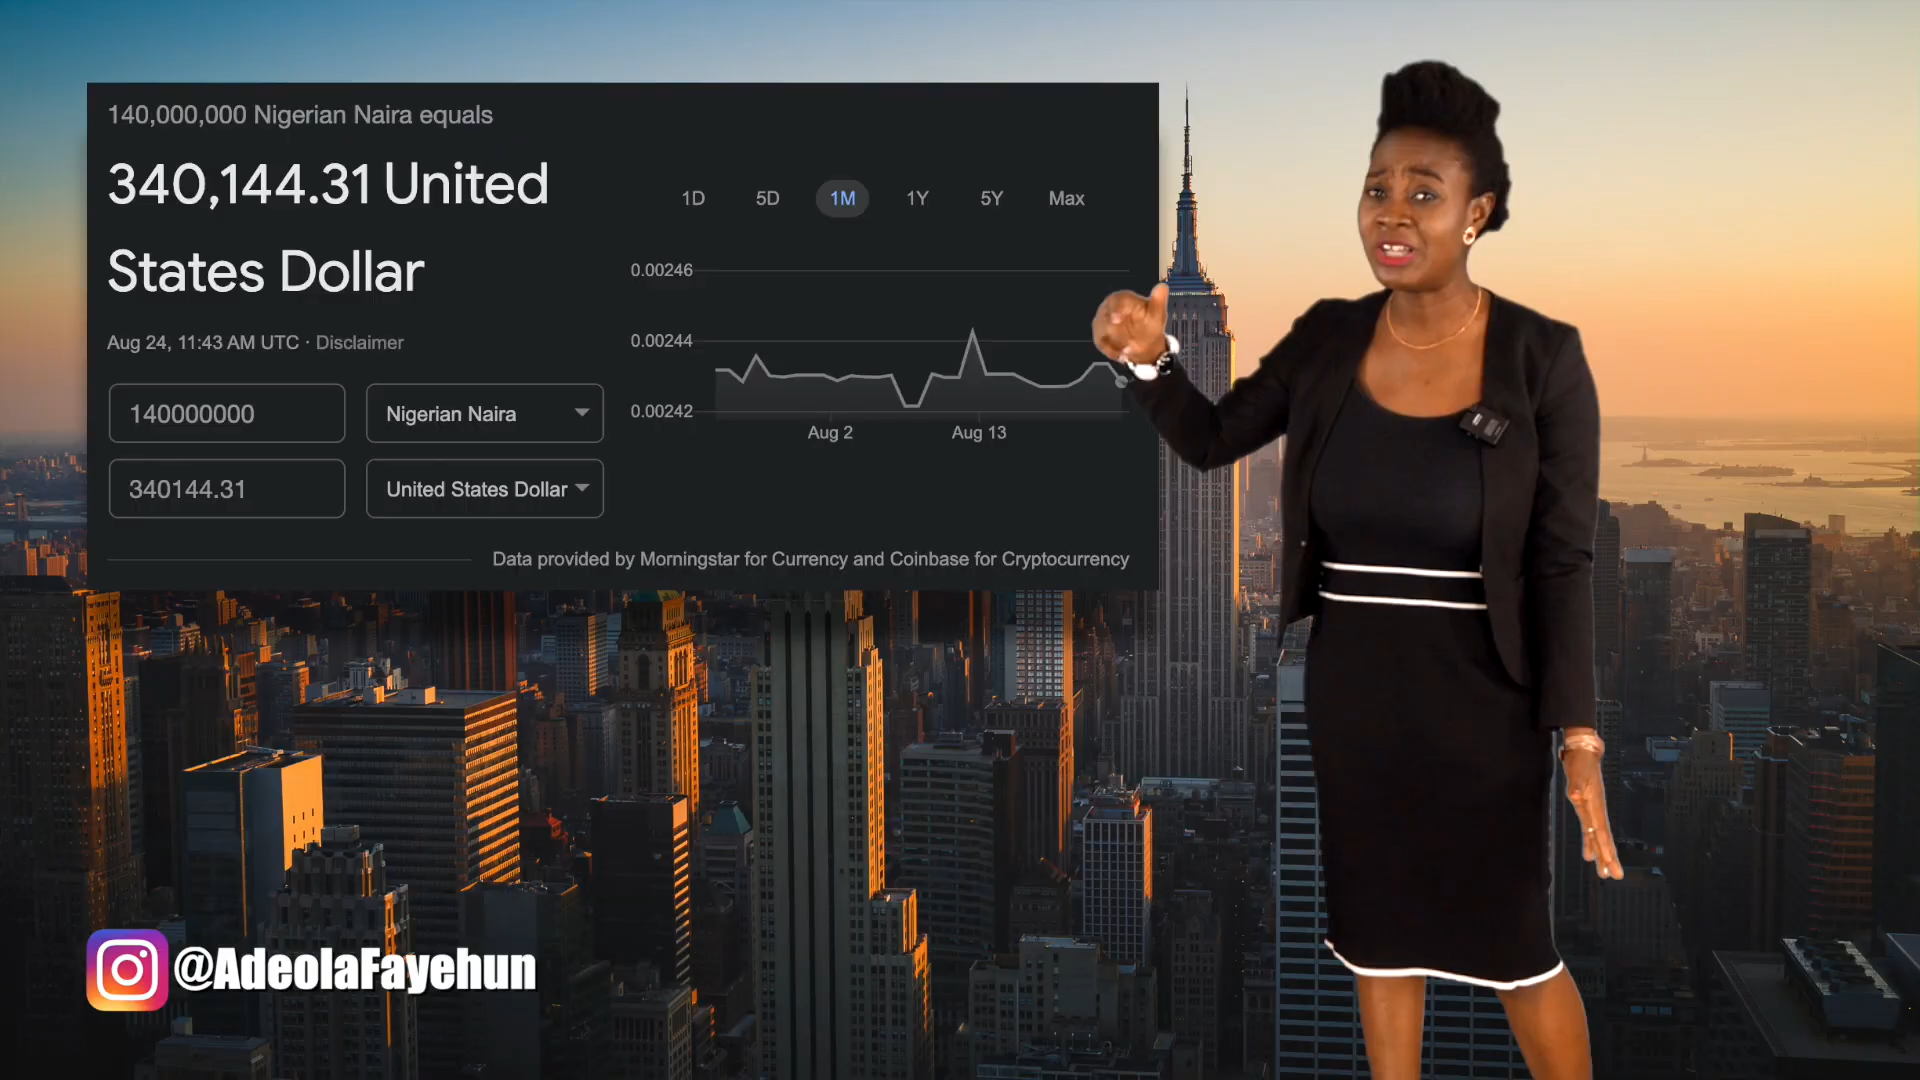 140,000,000 Nigerian Naira equals
340,144.31 United
States Dollar
Aug 24, 11:43 AM UTC · Disclaimer
140000000
Nigerian Naira
340144.31
United States Dollar
1D 5D 1M 1Y 5Y Max
0.00246
0.00244
0.00242
Aug 2 Aug 13
Data provided by Morningstar for Currency and Coinbase for Cryptocurrency
@AdeolaFayehun